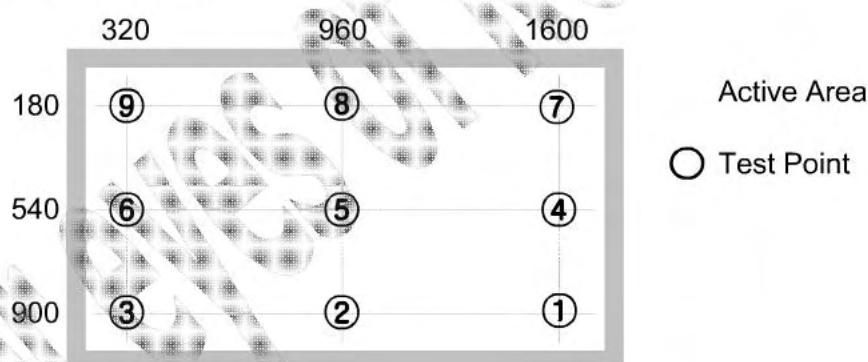 320 960 1600
180 ⑨ ⑧ ⑦ Active Area
○ Test Point
540 ⑥ ⑤ ④
900 ③ ② ①